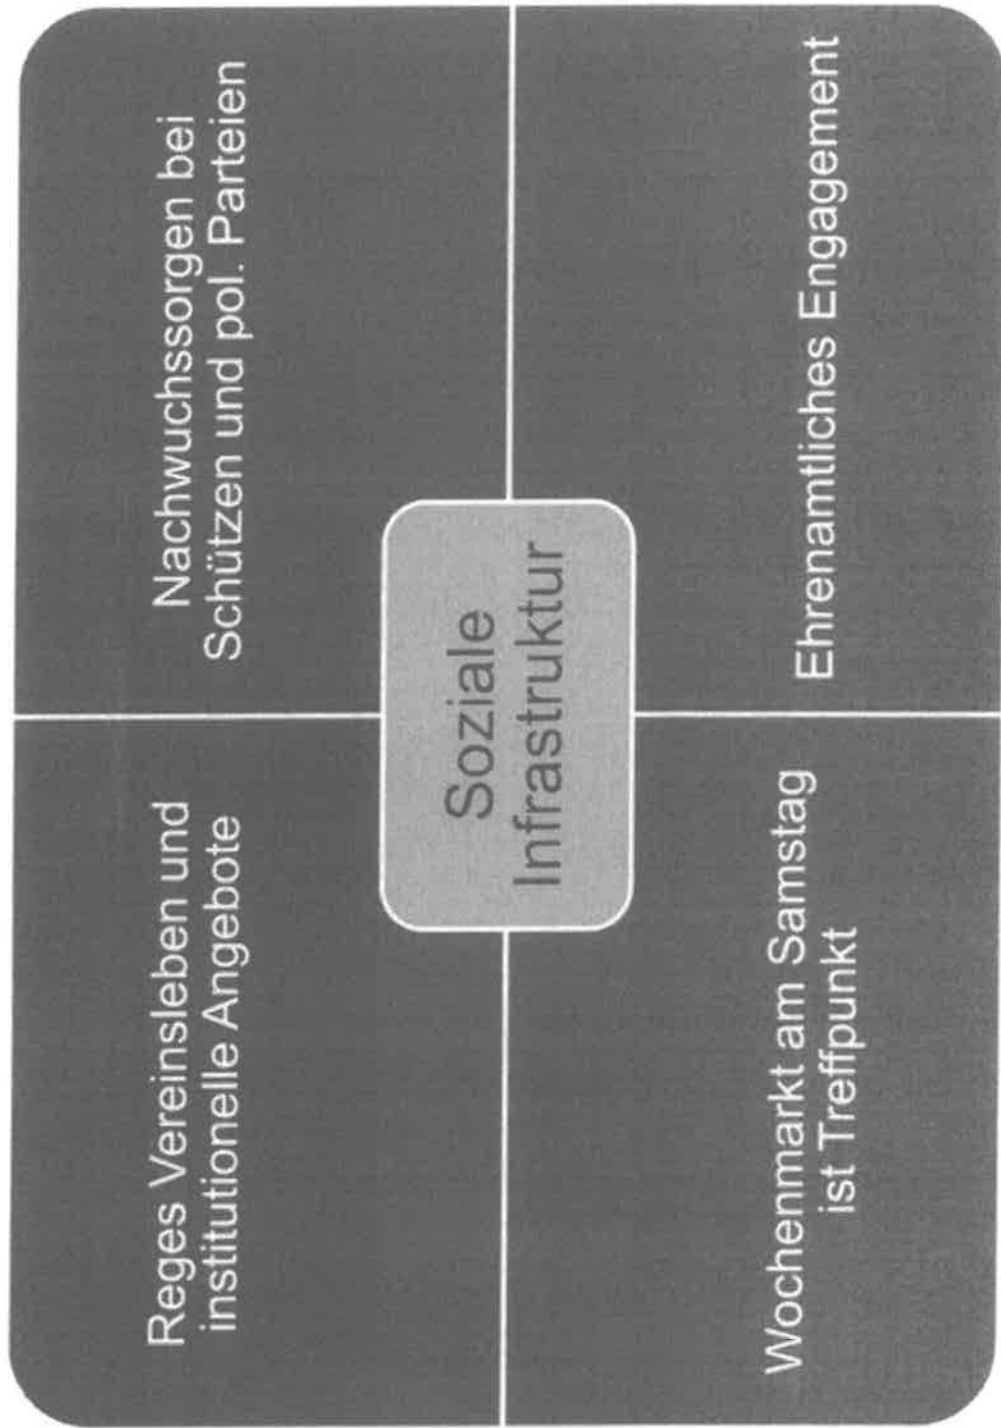 Reges Vereinsleben und
institutionelle Angebote
Nachwuchssorgen bei
Schützen und pol. Parteien
Soziale
Infrastruktur
Wochenmarkt am Samstag
ist Treffpunkt
Ehrenamtliches Engagement